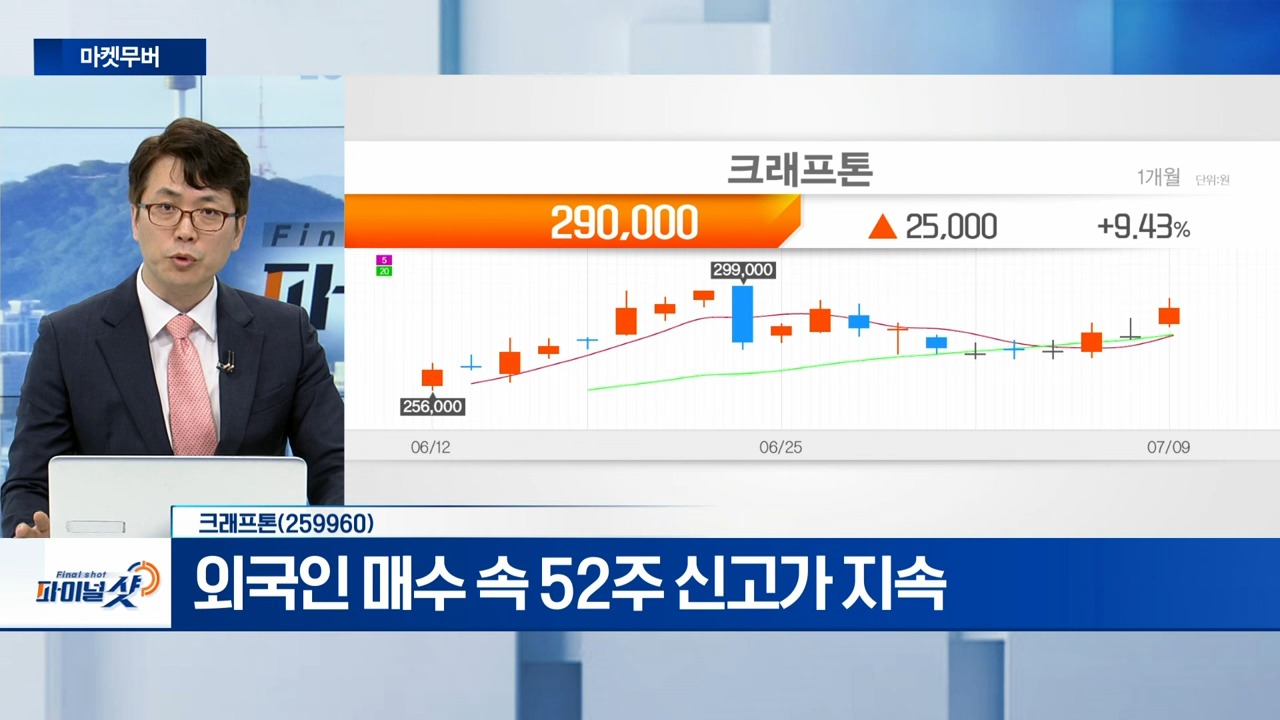 마켓무버
크래프톤
1개월 단위:원
290,000
▲ 25,000
+9.43%
5
20
299,000
256,000
06/12
06/25
07/09
Fin
파
크래프톤(259960)
Final shot
파이널샷
외국인 매수 속 52주 신고가 지속